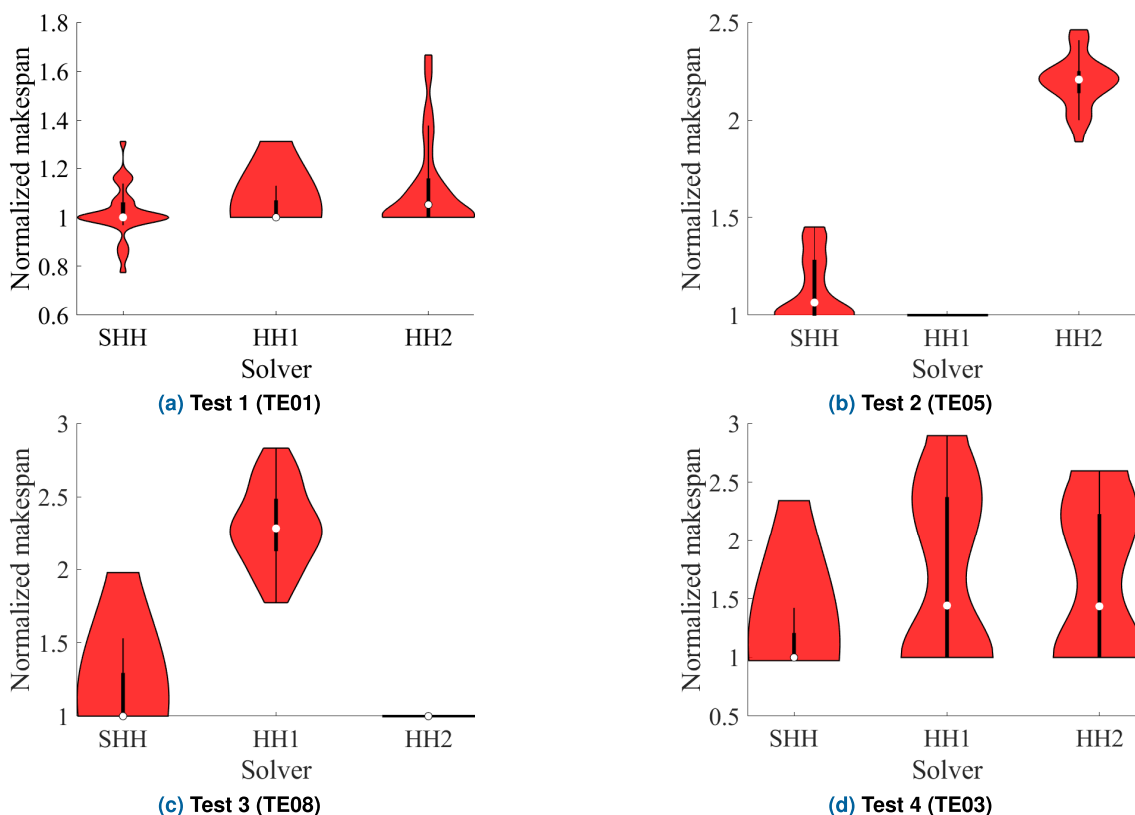 Normalized makespan
1.8
1.6
1.4
1.2
1
0.8
0.6
SHH HH1 HH2
Solver
(a) Test 1 (TE01)
Normalized makespan
2.5
2
1.5
1
SHH HH1 HH2
Solver
(b) Test 2 (TE05)
Normalized makespan
3
2.5
2
1.5
1
SHH HH1 HH2
Solver
(c) Test 3 (TE08)
Normalized makespan
3
2.5
2
1.5
1
0.5
SHH HH1 HH2
Solver
(d) Test 4 (TE03)